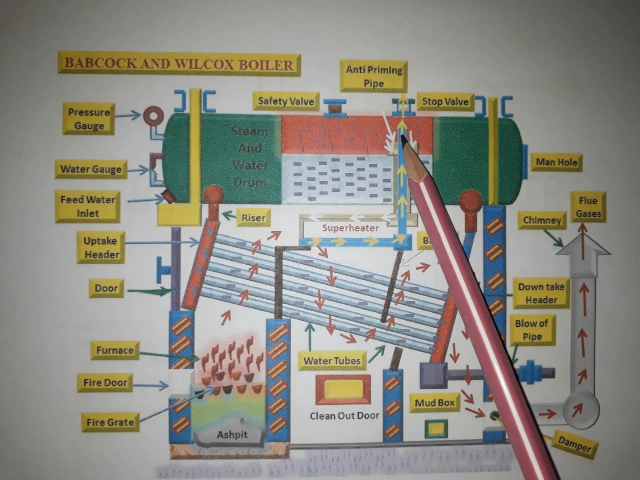 BABCOCK AND WILCOX BOILER
Anti Priming
Pipe
Safety Valve
Stop Valve
Pressure
Gauge
Steam
And
Water
Drum
Water Gauge
Man Hole
Feed Water
Inlet
Flue
Gases
Riser
Chimney
Superheater
Uptake
Header
Door
Down take
Header
Blow of
Pipe
Furnace
Water Tubes
Fire Door
Clean Out Door
Mud Box
Fire Grate
Ashpit
Damper